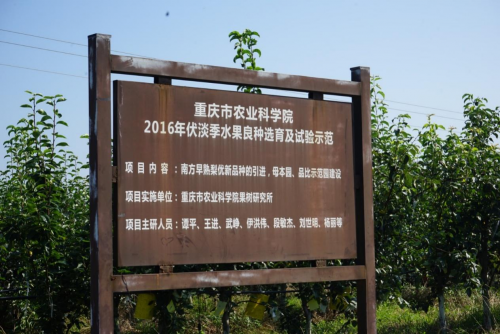 重庆市农业科学院
2016年伏淡季水果良种选育及试验示范
项目内容：南方早熟梨优新品种的引进，母本园、品比示范园建设
项目实施单位：重庆市农业科学院果树研究所
项目主研人员：谭平、王进、武峥、伊洪伟、段敏杰、刘世明、杨丽等